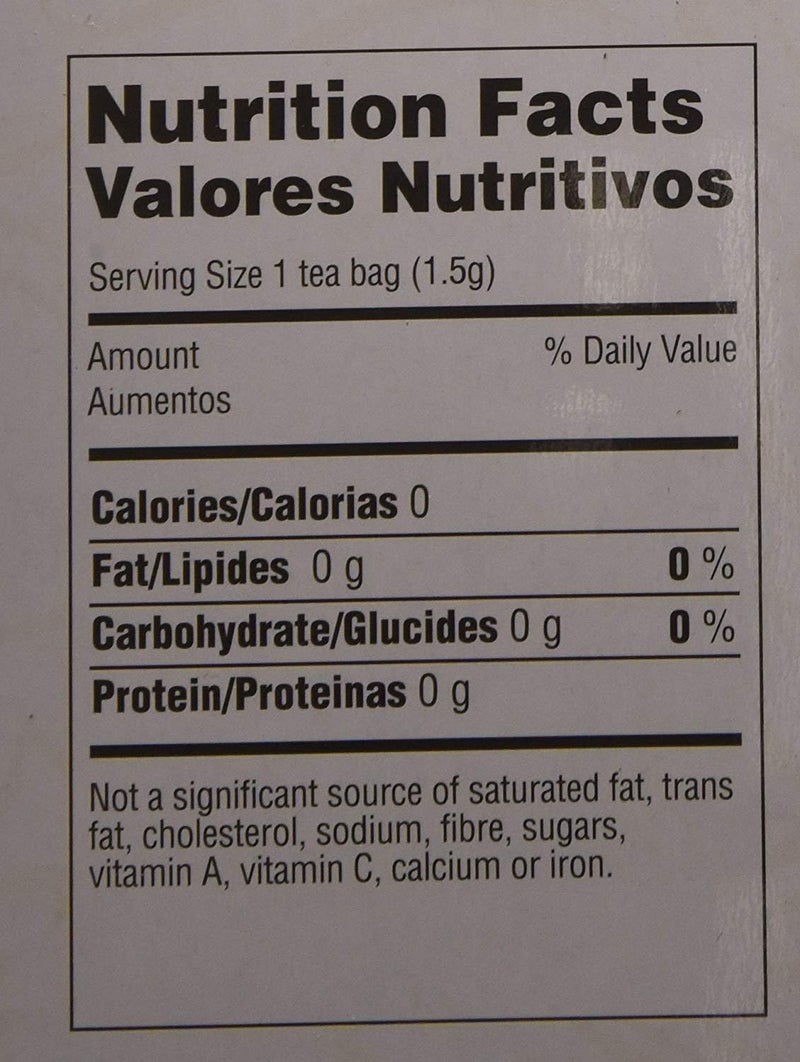 Nutrition Facts
Valores Nutritivos
Serving Size 1 tea bag (1.5g)
Amount % Daily Value
Aumentos
Calories/Calorias 0
Fat/Lipides 0 g 0 %
Carbohydrate/Glucides 0 g 0 %
Protein/Proteinas 0 g
Not a significant source of saturated fat, trans
fat, cholesterol, sodium, fibre, sugars,
vitamin A, vitamin C, calcium or iron.